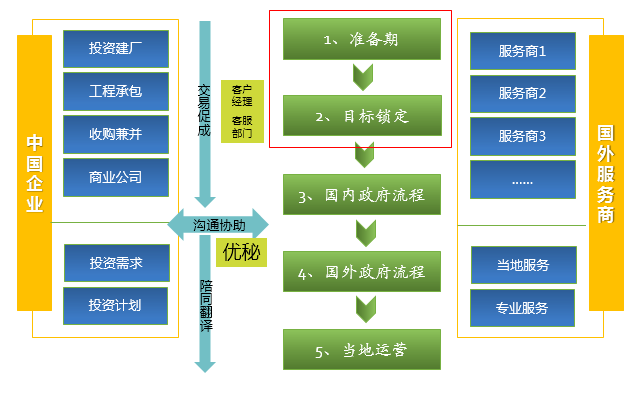 中国企业
投资建厂
工程承包
收购兼并
商业公司
投资需求
投资计划
交易促成
客户
经理
客服
部门
沟通协助
优秘
陪同翻译
1、准备期
2、目标锁定
3、国内政府流程
4、国外政府流程
5、当地运营
服务商1
服务商2
服务商3
......
当地服务
专业服务
国外服务商